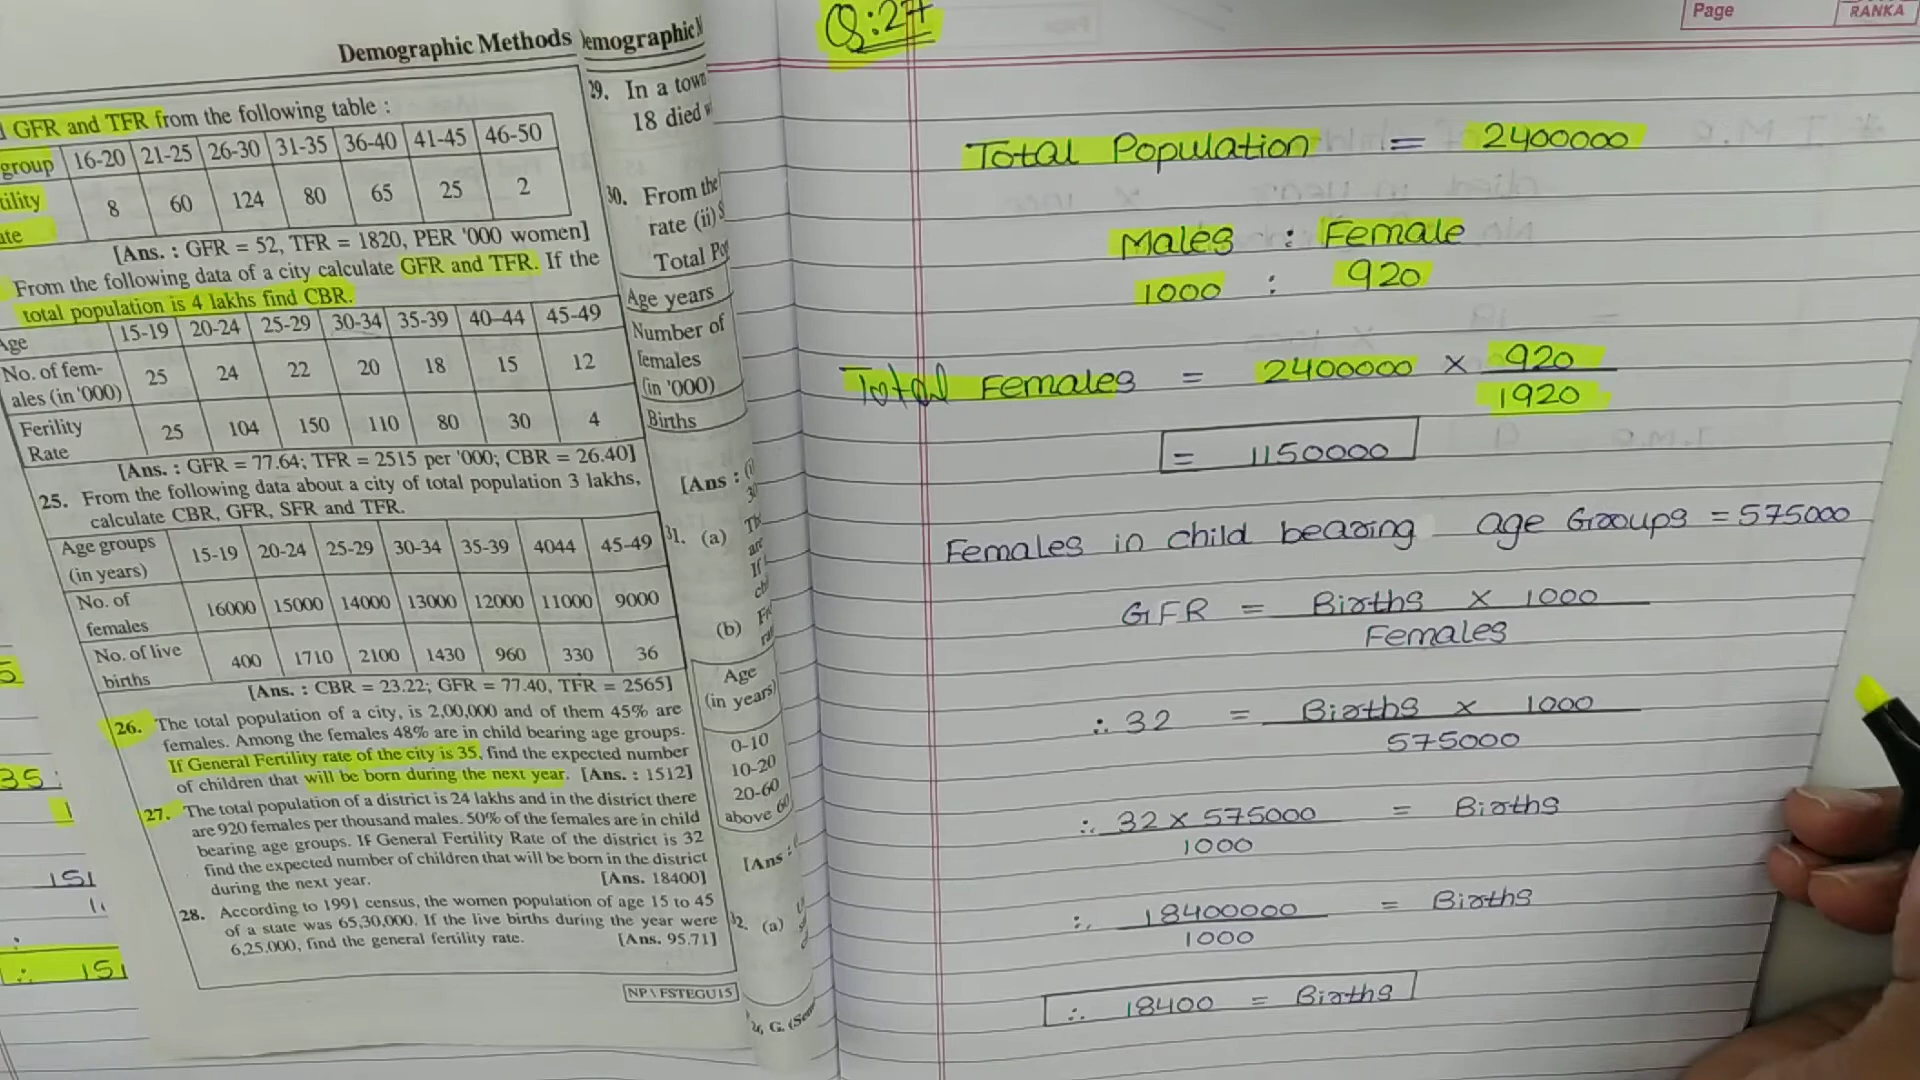 Demographic Methods
GFR and TFR from the following table :
group 16-20 21-25 26-30 31-35 36-40 41-45 46-50
8 60 124 80 65 25 2
[Ans. : GFR = 52, TFR = 1820, PER '000 women]
From the following data of a city calculate GFR and TFR. If the
total population is 4 lakhs find CBR.
Age 15-19 20-24 25-29 30-34 35-39 40-44 45-49
No. of fem-
ales (in '000) 25 24 22 20 18 15 12
Ferility
Rate 25 104 150 110 80 30 4
[Ans. : GFR = 77.64; TFR = 2515 per '000; CBR = 26.40]
25. From the following data about a city of total population 3 lakhs,
calculate CBR, GFR, SFR and TFR.
Age groups
(in years) 15-19 20-24 25-29 30-34 35-39 4044 45-49
No. of
females 16000 15000 14000 13000 12000 11000 9000
No. of live
births 400 1710 2100 1430 960 330 36
[Ans. : CBR = 23.22; GFR = 77.40, TFR = 2565]
26. The total population of a city, is 2,00,000 and of them 45% are
females. Among the females 48% are in child bearing age groups.
If General Fertility rate of the city is 35, find the expected number
of children that will be born during the next year. [Ans. : 1512]
27. The total population of a district is 24 lakhs and in the district there
are 920 females per thousand males. 50% of the females are in child
bearing age groups. If General Fertility Rate of the district is 32
find the expected number of children that will be born in the district
during the next year. [Ans. 18400]
28. According to 1991 census, the women population of age 15 to 45
of a state was 65,30,000. If the live births during the year were
6,25,000, find the general fertility rate. [Ans. 95.71]
NP\FSTEGU15
29. In a town
18 died
30. From the
rate (ii)
Total
Age years
Number of
females
(in '000)
Births
[Ans :
31. (a)
(b)
Age
(in years)
0-10
10-20
20-60
above 60
[Ans :
32. (a)
Page
RANKA
Q:27
Total Population = 2400000
Males : Female
1000 : 920
Total Females = 2400000 × 920
1920
= 1150000
Females in child bearing age Groups = 575000
GFR = Births × 1000
Females
∴ 32 = Births × 1000
575000
∴ 32 × 575000 = Births
1000
∴ 18400000 = Births
1000
∴ 18400 = Births